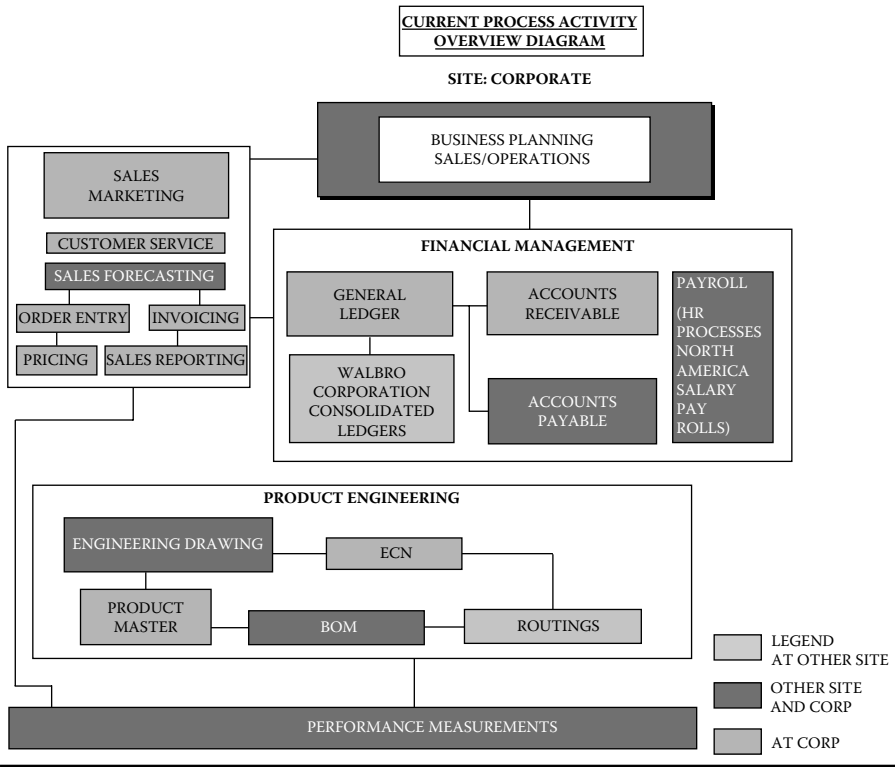 CURRENT PROCESS ACTIVITY
OVERVIEW DIAGRAM
SITE: CORPORATE
BUSINESS PLANNING
SALES/OPERATIONS
SALES
MARKETING
CUSTOMER SERVICE
SALES FORECASTING
ORDER ENTRY
INVOICING
PRICING
SALES REPORTING
FINANCIAL MANAGEMENT
GENERAL
LEDGER
ACCOUNTS
RECEIVABLE
WALBRO
CORPORATION
CONSOLIDATED
LEDGERS
ACCOUNTS
PAYABLE
PAYROLL
(HR
PROCESSES
NORTH
AMERICA
SALARY
PAY
ROLLS)
PRODUCT ENGINEERING
ENGINEERING DRAWING
ECN
PRODUCT
MASTER
BOM
ROUTINGS
LEGEND
AT OTHER SITE
OTHER SITE
AND CORP
AT CORP
PERFORMANCE MEASUREMENTS